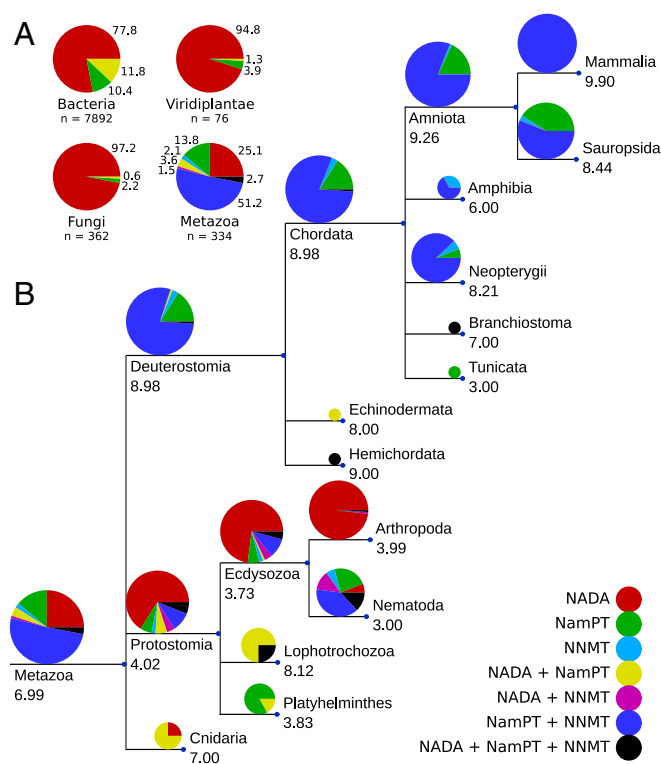 A
77.8
11.8
10.4
Bacteria
n = 7892
94.8
1.3
3.9
Viridiplantae
n = 76
97.2
0.6
2.2
Fungi
n = 362
13.8
2.1
3.6
1.5
25.1
2.7
51.2
Metazoa
n = 334
B
Mammalia
9.90
Amniota
9.26
Sauropsida
8.44
Amphibia
6.00
Chordata
8.98
Neopterygii
8.21
Branchiostoma
7.00
Tunicata
3.00
Deuterostomia
8.98
Echinodermata
8.00
Hemichordata
9.00
Arthropoda
3.99
Ecdysozoa
3.73
Nematoda
3.00
Protostomia
4.02
Lophotrochozoa
8.12
Metazoa
6.99
Platyhelminthes
3.83
Cnidaria
7.00
NADA
NamPT
NNMT
NADA + NamPT
NADA + NNMT
NamPT + NNMT
NADA + NamPT + NNMT